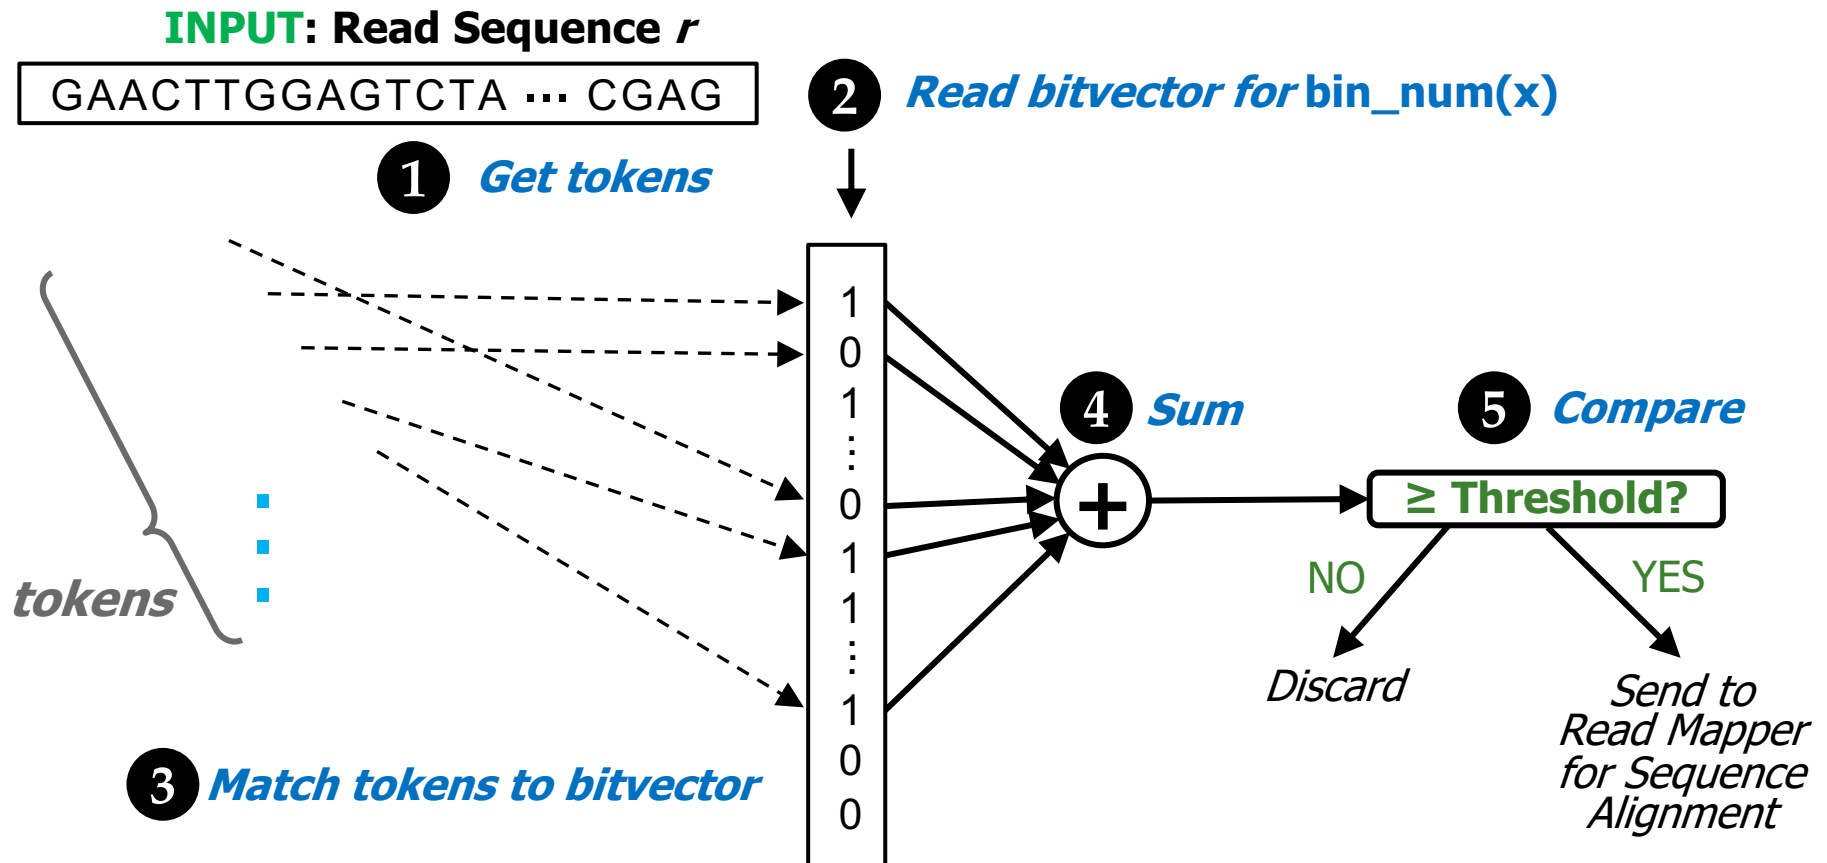 INPUT: Read Sequence r
GAACTTGGAGTCTA ... CGAG
2 Read bitvector for bin_num(x)
1 Get tokens
1
0
1
⋮
0
1
1
⋮
1
0
0
tokens
3 Match tokens to bitvector
4 Sum
+
5 Compare
≥ Threshold?
NO
YES
Discard
Send to
Read Mapper
for Sequence
Alignment